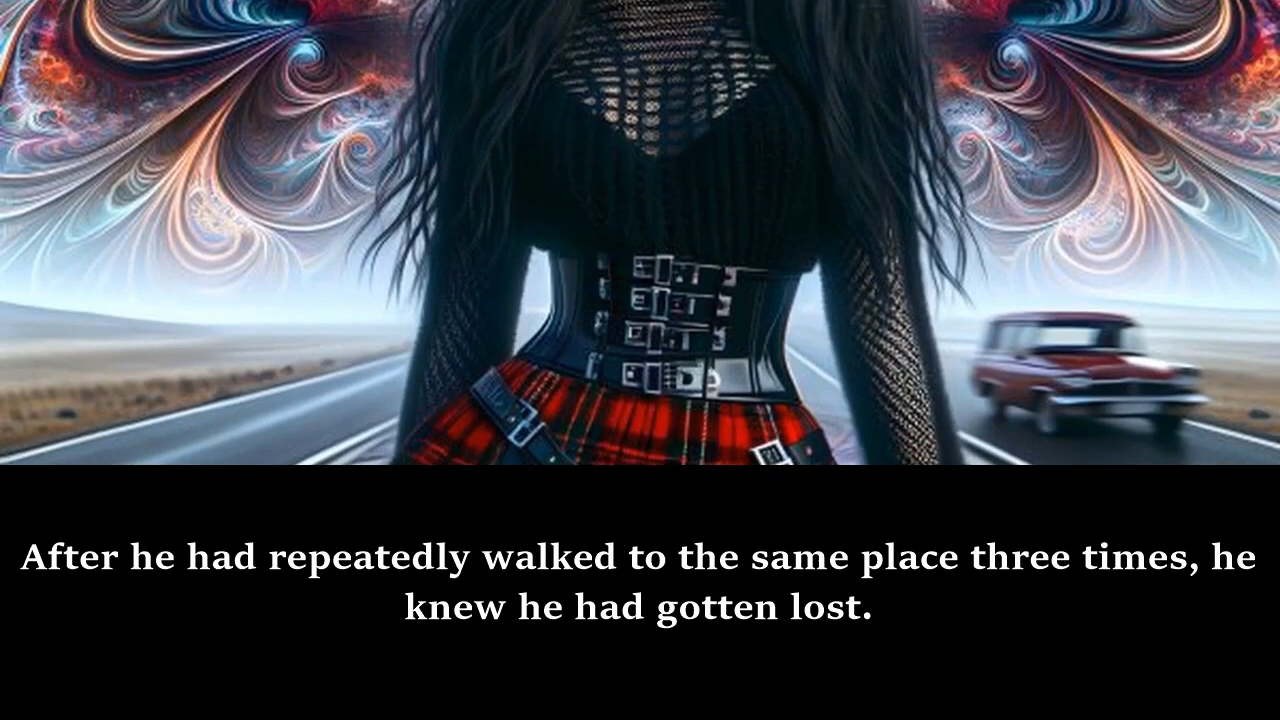 After he had repeatedly walked to the same place three times, he
knew he had gotten lost.